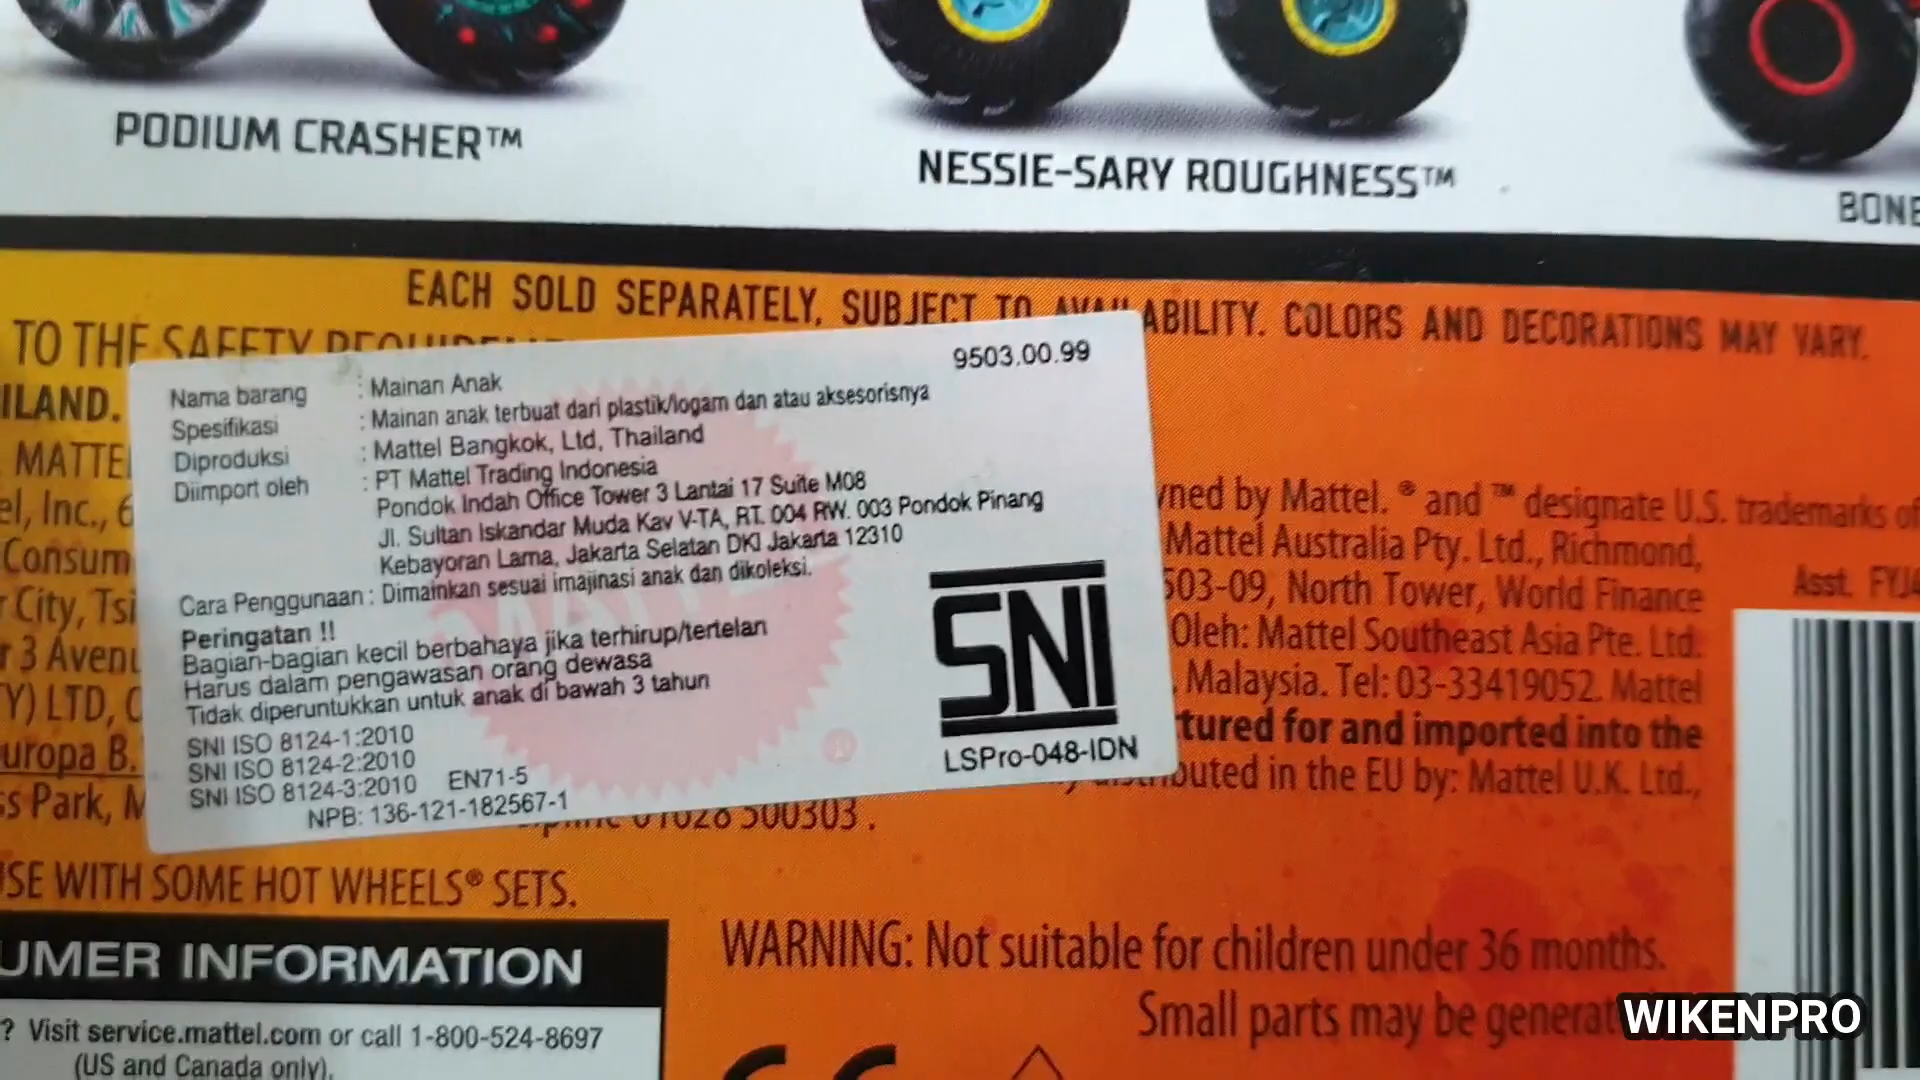 PODIUM CRASHER™
NESSIE-SARY ROUGHNESS™
BONE
EACH SOLD SEPARATELY, SUBJECT TO AVAILABILITY. COLORS AND DECORATIONS MAY VARY.
TO THE SAFETY
ILAND.
MATTEL
el, Inc., 6
Consum
r City, Tsi
r 3 Avenu
Y) LTD, C
uropa B.
ss Park, M
9503.00.99
Nama barang : Mainan Anak
Spesifikasi : Mainan anak terbuat dari plastik/logam dan atau aksesorisnya
Diproduksi : Mattel Bangkok, Ltd, Thailand
Diimport oleh : PT Mattel Trading Indonesia
Pondok Indah Office Tower 3 Lantai 17 Suite M08
Jl. Sultan Iskandar Muda Kav V-TA, RT. 004 RW. 003 Pondok Pinang
Kebayoran Lama, Jakarta Selatan DKI Jakarta 12310
Cara Penggunaan : Dimainkan sesuai imajinasi anak dan dikoleksi.
Peringatan !!
Bagian-bagian kecil berbahaya jika terhirup/tertelan
Harus dalam pengawasan orang dewasa
Tidak diperuntukkan untuk anak di bawah 3 tahun
SNI ISO 8124-1:2010
SNI ISO 8124-2:2010
SNI ISO 8124-3:2010 EN71-5
NPB: 136-121-182567-1
MATTEL
SNI
LSPro-048-IDN
ned by Mattel. ® and ™ designate U.S. trademarks of
Mattel Australia Pty. Ltd., Richmond,
503-09, North Tower, World Finance
Oleh: Mattel Southeast Asia Pte. Ltd.
, Malaysia. Tel: 03-33419052. Mattel
tured for and imported into the
buted in the EU by: Mattel U.K. Ltd.,
01628 500303 .
Asst. FYJ4
SE WITH SOME HOT WHEELS® SETS.
UMER INFORMATION
? Visit service.mattel.com or call 1-800-524-8697
(US and Canada only).
WARNING: Not suitable for children under 36 months.
Small parts may be generat
CE
WIKENPRO